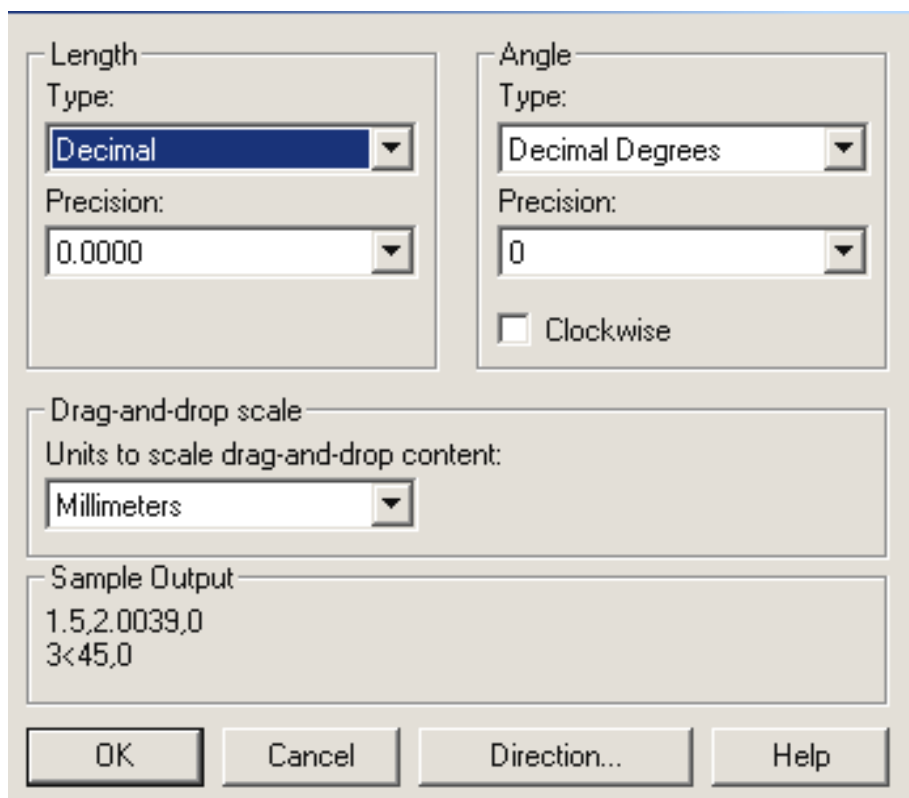 Length
Type:
Decimal
Precision:
0.0000
Angle
Type:
Decimal Degrees
Precision:
0
Clockwise
Drag-and-drop scale
Units to scale drag-and-drop content:
Millimeters
Sample Output
1.5,2.0039,0
3<45,0
OK Cancel Direction... Help